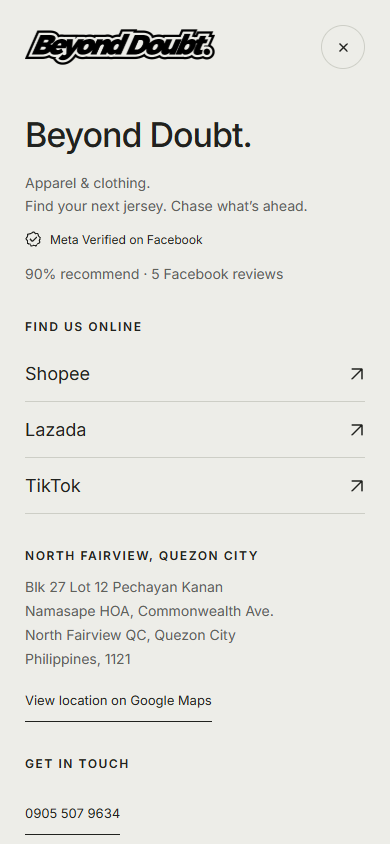 Beyond Doubt.
Beyond Doubt.
Apparel & clothing.
Find your next jersey. Chase what’s ahead.
Meta Verified on Facebook
90% recommend · 5 Facebook reviews
FIND US ONLINE
Shopee
Lazada
TikTok
NORTH FAIRVIEW, QUEZON CITY
Blk 27 Lot 12 Pechayan Kanan
Namasape HOA, Commonwealth Ave.
North Fairview QC, Quezon City
Philippines, 1121
View location on Google Maps
GET IN TOUCH
0905 507 9634